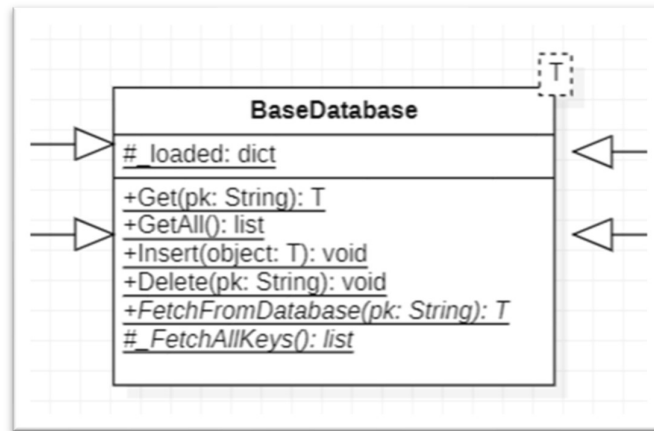 T
BaseDatabase
#_loaded: dict
+Get(pk: String): T
+GetAll(): list
+Insert(object: T): void
+Delete(pk: String): void
+FetchFromDatabase(pk: String): T
#_FetchAllKeys(): list